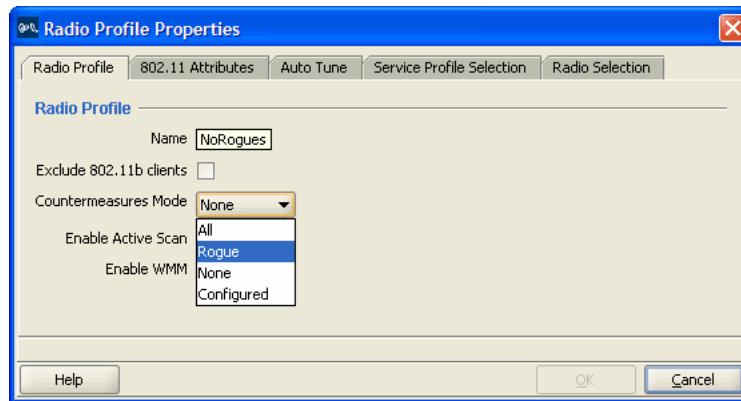 Radio Profile Properties
Radio Profile 802.11 Attributes Auto Tune Service Profile Selection Radio Selection
Radio Profile
Name NoRogues
Exclude 802.11b clients
Countermeasures Mode None
All
Enable Active Scan
Rogue
Enable WMM None
Configured
Help OK Cancel